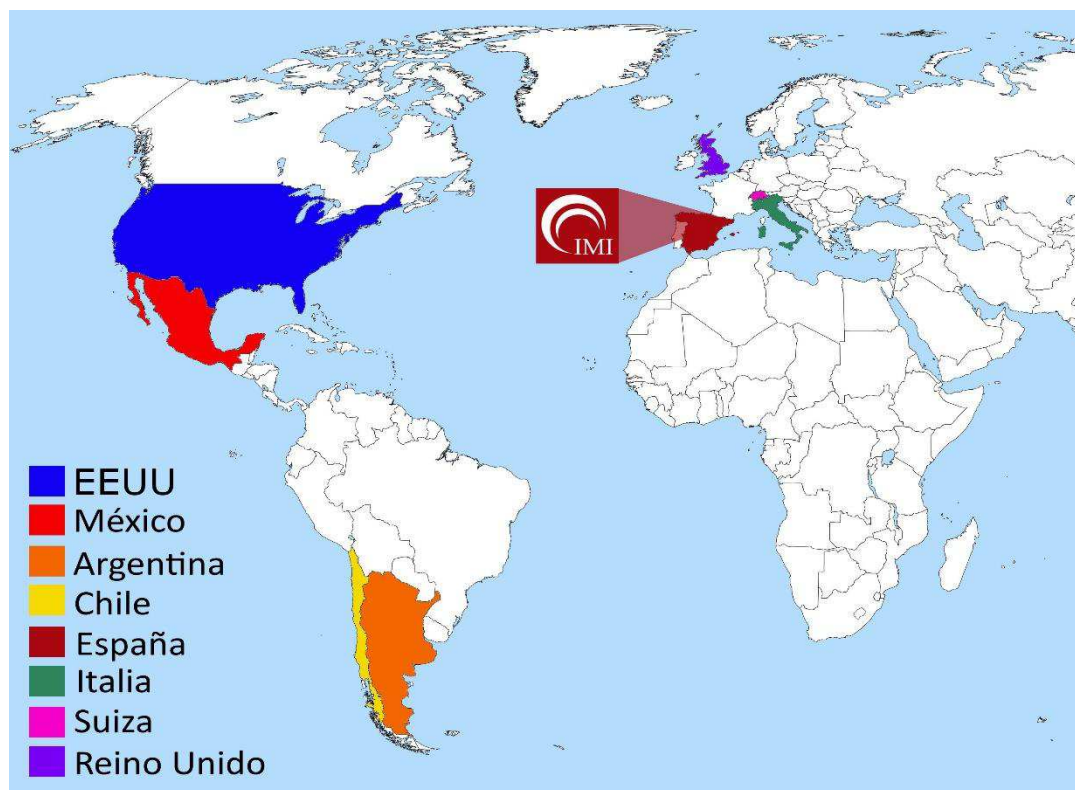 IMI
EEUU
México
Argentina
Chile
España
Italia
Suiza
Reino Unido